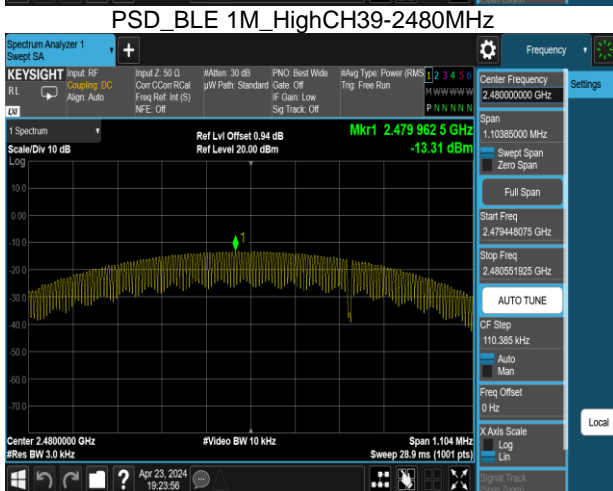 PSD_BLE 1M_HighCH39-2480MHz
Spectrum Analyzer 1
Swept SA
Frequency
KEYSIGHT
RL
LXI
Input: RF
Coupling: DC
Align: Auto
Input Z: 50 Ω
Corr CCorr RCal
Freq Ref: Int (S)
NFE: Off
#Atten: 30 dB
µW Path: Standard
PNO: Best Wide
Gate: Off
IF Gain: Low
Sig Track: Off
#Avg Type: Power (RMS
Trig: Free Run
1 2 3 4 5 6
M W W W W W
P N N N N N
1 Spectrum
Scale/Div 10 dB
Log
Ref Lvl Offset 0.94 dB
Ref Level 20.00 dBm
Mkr1 2.479 962 5 GHz
-13.31 dBm
10.0
0.00
-10.0
-20.0
-30.0
-40.0
-50.0
-60.0
-70.0
1
Center 2.4800000 GHz
#Res BW 3.0 kHz
#Video BW 10 kHz
Span 1.104 MHz
Sweep 28.9 ms (1001 pts)
Center Frequency
2.480000000 GHz
Settings
Span
1.10385000 MHz
Swept Span
Zero Span
Full Span
Start Freq
2.479448075 GHz
Stop Freq
2.480551925 GHz
AUTO TUNE
CF Step
110.385 kHz
Auto
Man
Freq Offset
0 Hz
X Axis Scale
Log
Lin
Local
Signal Track
(Span Zoom)
Apr 23, 2024
19:23:56